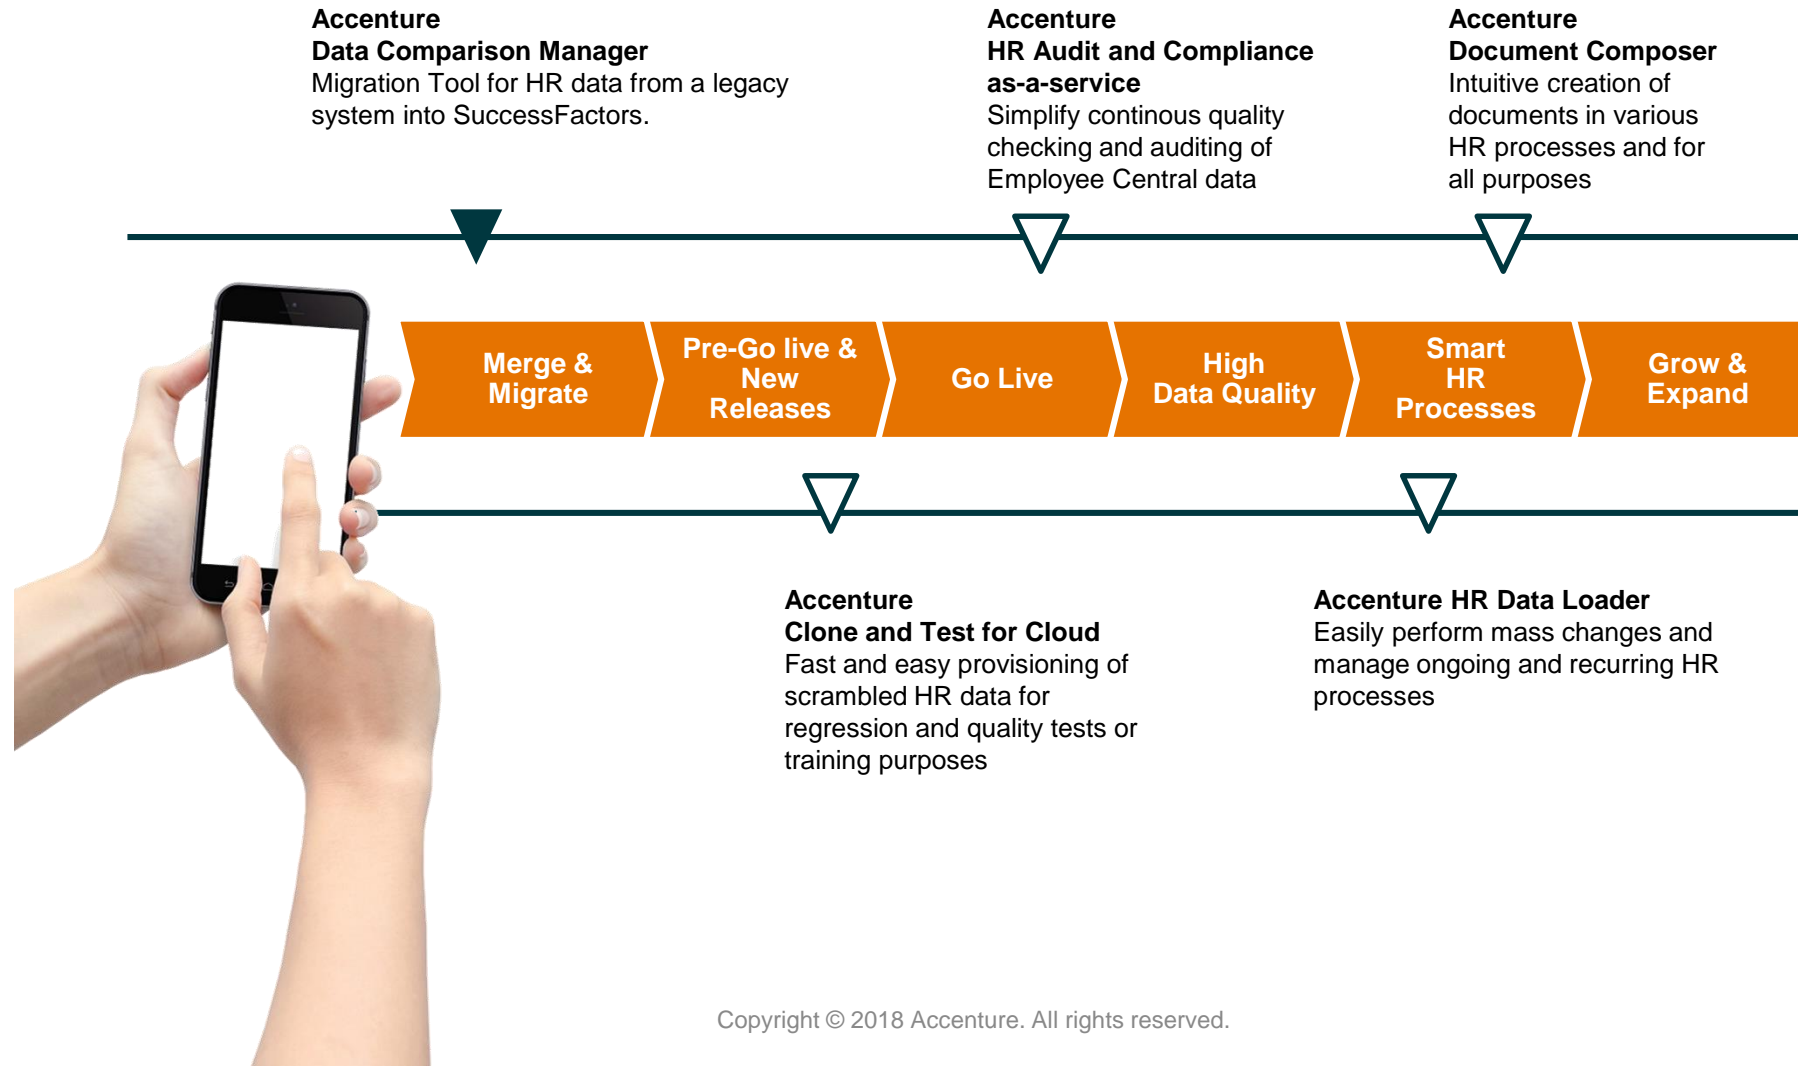 Accenture
Data Comparison Manager
Migration Tool for HR data from a legacy
system into SuccessFactors.
Accenture
HR Audit and Compliance
as-a-service
Simplify continous quality
checking and auditing of
Employee Central data
Accenture
Document Composer
Intuitive creation of
documents in various
HR processes and for
all purposes
Merge &
Migrate
Pre-Go live &
New
Releases
Go Live
High
Data Quality
Smart
HR
Processes
Grow &
Expand
Accenture
Clone and Test for Cloud
Fast and easy provisioning of
scrambled HR data for
regression and quality tests or
training purposes
Accenture HR Data Loader
Easily perform mass changes and
manage ongoing and recurring HR
processes
Copyright © 2018 Accenture. All rights reserved.